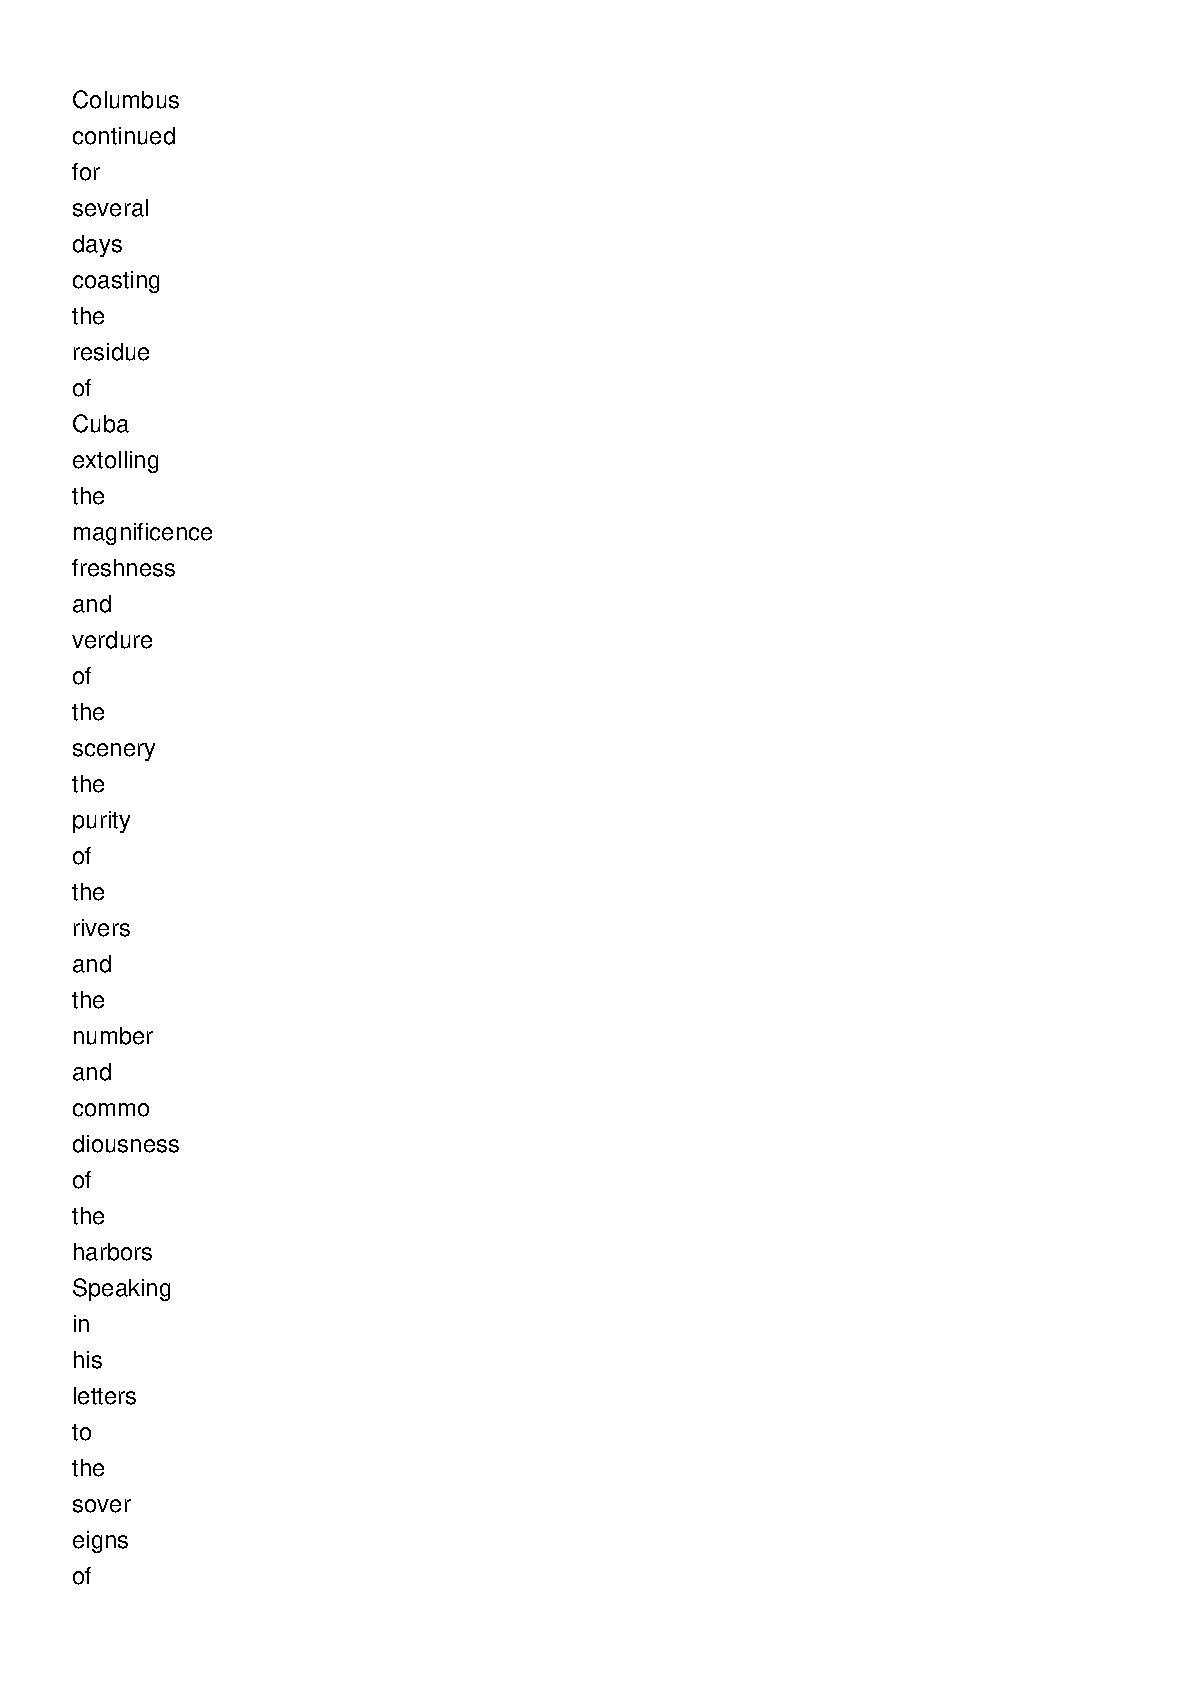 Columbus
continued
for
several
days
coasting
the
residue
of
Cuba
extolling
the
magnificence
freshness
and
verdure
of
the
scenery
the
purity
of
the
rivers
and
the
number
and
commo
diousness
of
the
harbors
Speaking
in
his
letters
to
the
sover
eigns
of